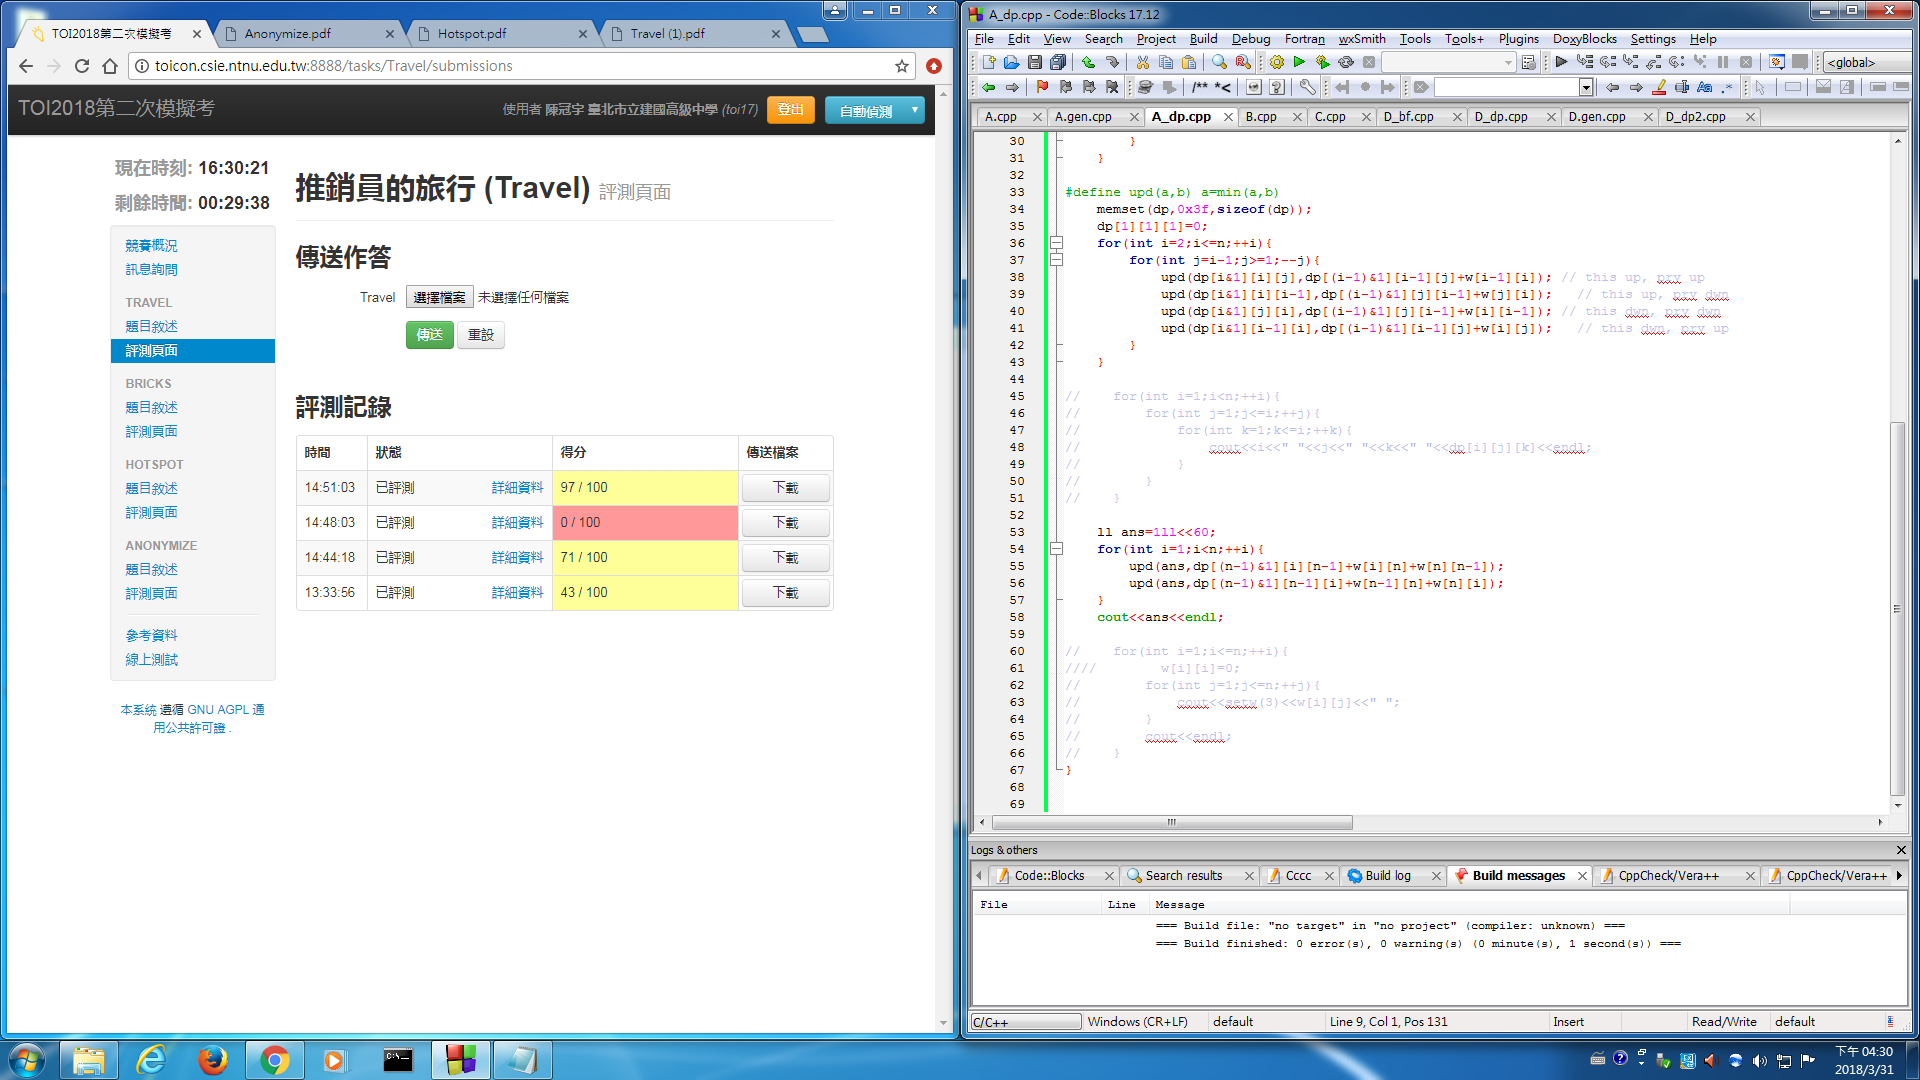 TOI2018第二次模擬考
Anonymize.pdf
Hotspot.pdf
Travel (1).pdf
toicon.csie.ntnu.edu.tw:8888/tasks/Travel/submissions
TOI2018第二次模擬考
使用者 陳冠宇 臺北市立建國高級中學 (toi17)
登出
自動偵測
現在時刻: 16:30:21
剩餘時間: 00:29:38
競賽概況
訊息詢問
TRAVEL
題目敘述
評測頁面
BRICKS
題目敘述
評測頁面
HOTSPOT
題目敘述
評測頁面
ANONYMIZE
題目敘述
評測頁面
參考資料
線上測試
本系統 遵循 GNU AGPL 通
用公共許可證 .
推銷員的旅行 (Travel) 評測頁面
傳送作答
Travel 選擇檔案 未選擇任何檔案
傳送 重設
評測記錄
時間 狀態 得分 傳送檔案
14:51:03 已評測 詳細資料 97 / 100 下載
14:48:03 已評測 詳細資料 0 / 100 下載
14:44:18 已評測 詳細資料 71 / 100 下載
13:33:56 已評測 詳細資料 43 / 100 下載
A_dp.cpp - Code::Blocks 17.12
File Edit View Search Project Build Debug Fortran wxSmith Tools Tools+ Plugins DoxyBlocks Settings Help
<global>
/** *<
A.cpp A.gen.cpp A_dp.cpp B.cpp C.cpp D_bf.cpp D_dp.cpp D.gen.cpp D_dp2.cpp
30 }
31 }
32
33 #define upd(a,b) a=min(a,b)
34 memset(dp,0x3f,sizeof(dp));
35 dp[1][1][1]=0;
36 for(int i=2;i<=n;++i){
37 for(int j=i-1;j>=1;--j){
38 upd(dp[i&1][i][j],dp[(i-1)&1][i-1][j]+w[i-1][i]); // this up, prv up
39 upd(dp[i&1][i][i-1],dp[(i-1)&1][j][i-1]+w[j][i]); // this up, prv dwn
40 upd(dp[i&1][j][i],dp[(i-1)&1][j][i-1]+w[i][i-1]); // this dwn, prv dwn
41 upd(dp[i&1][i-1][i],dp[(i-1)&1][i-1][j]+w[i][j]); // this dwn, prv up
42 }
43 }
44
45 // for(int i=1;i<n;++i){
46 // for(int j=1;j<=i;++j){
47 // for(int k=1;k<=i;++k){
48 // cout<<i<<" "<<j<<" "<<k<<" "<<dp[i][j][k]<<endl;
49 // }
50 // }
51 // }
52
53 ll ans=1ll<<60;
54 for(int i=1;i<n;++i){
55 upd(ans,dp[(n-1)&1][i][n-1]+w[i][n]+w[n][n-1]);
56 upd(ans,dp[(n-1)&1][n-1][i]+w[n-1][n]+w[n][i]);
57 }
58 cout<<ans<<endl;
59
60 // for(int i=1;i<=n;++i){
61 //// w[i][i]=0;
62 // for(int j=1;j<=n;++j){
63 // cout<<setw(3)<<w[i][j]<<" ";
64 // }
65 // cout<<endl;
66 // }
67 }
68
69
Logs & others
Code::Blocks Search results Cccc Build log Build messages CppCheck/Vera++ CppCheck/Vera++
File Line Message
=== Build file: "no target" in "no project" (compiler: unknown) ===
=== Build finished: 0 error(s), 0 warning(s) (0 minute(s), 1 second(s)) ===
C/C++ Windows (CR+LF) default Line 9, Col 1, Pos 131 Insert Read/Write default
下午 04:30
2018/3/31